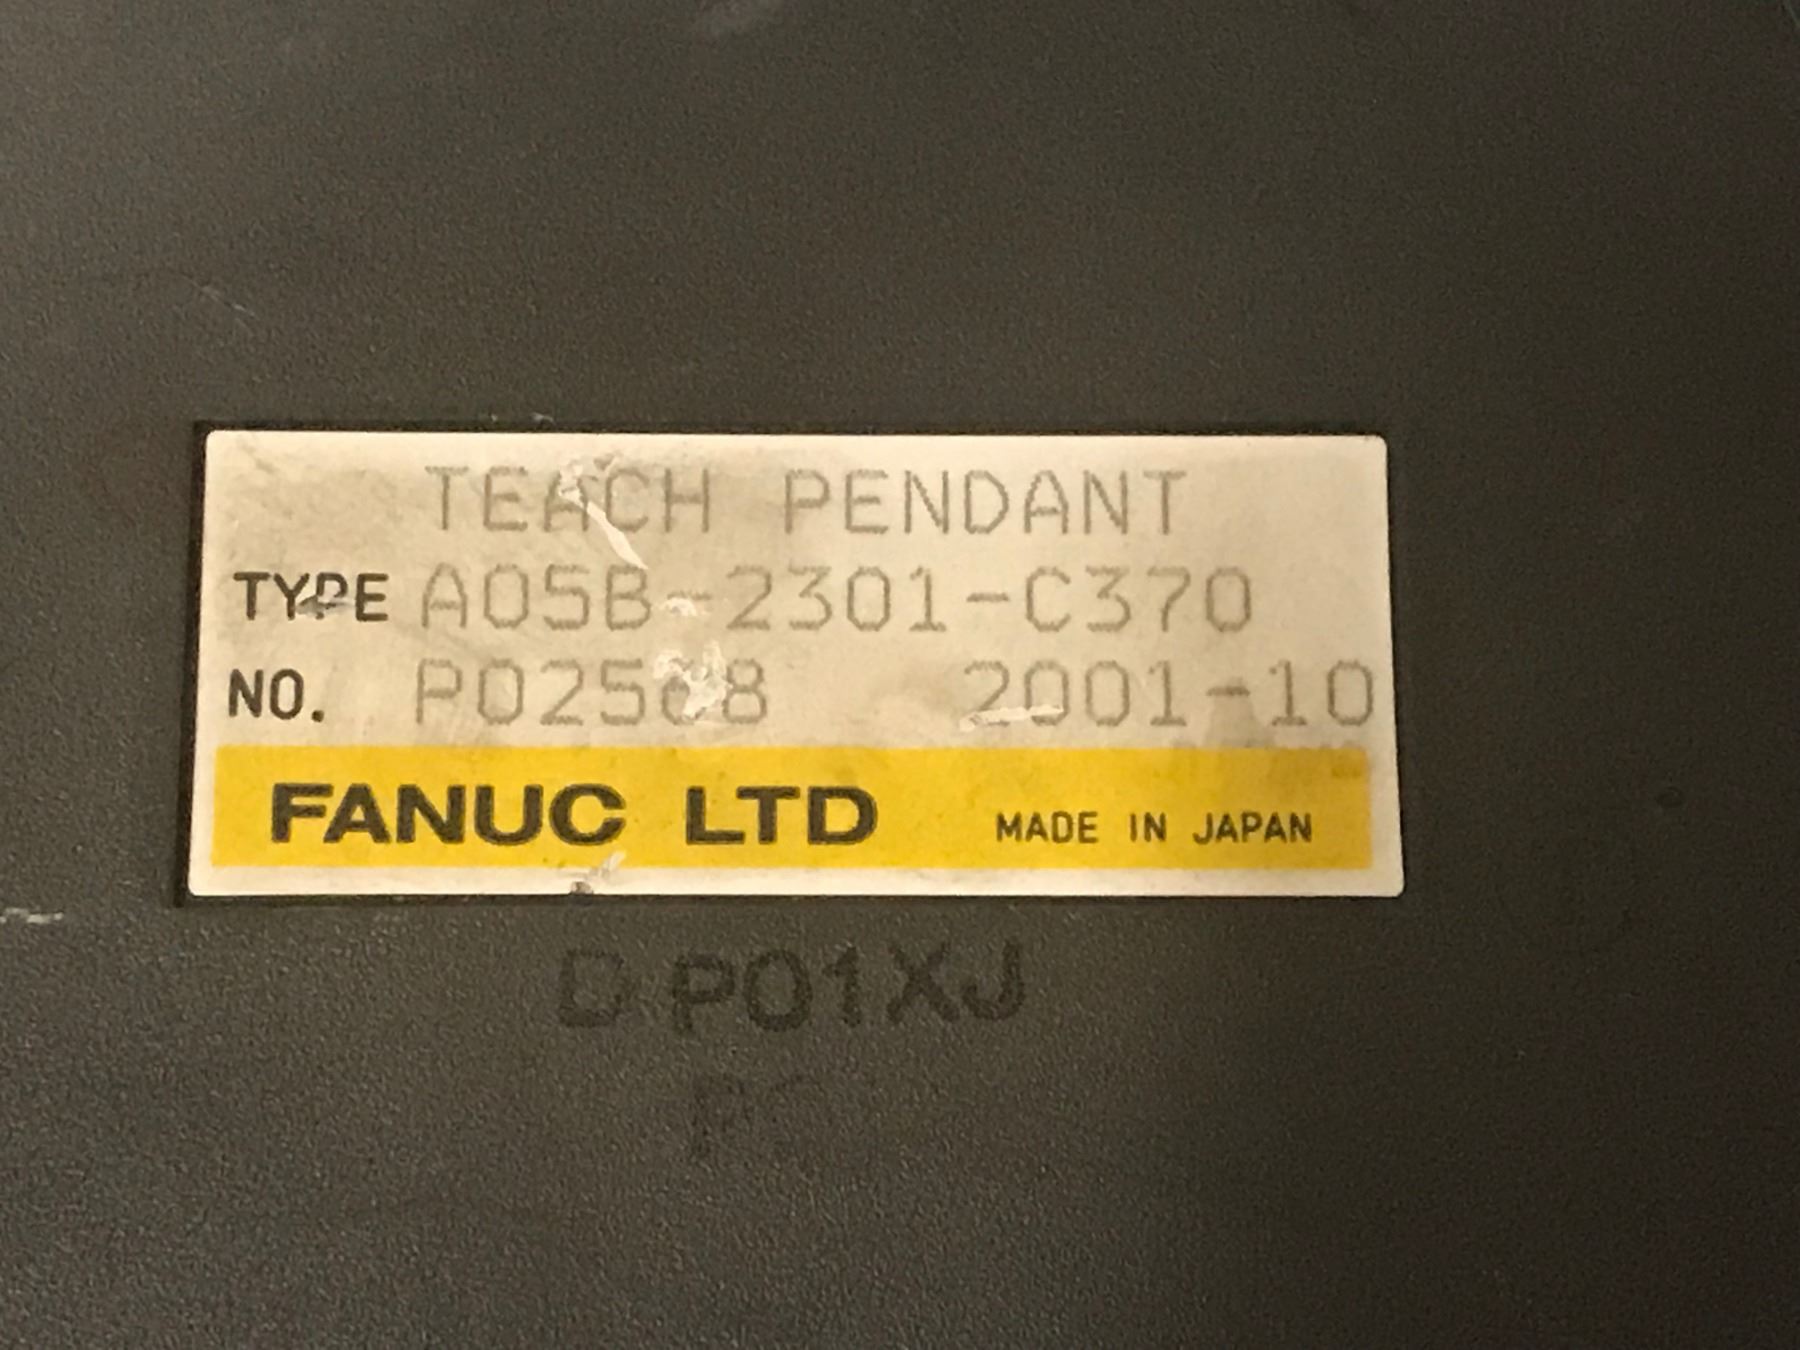 TEACH PENDANT
TYPE A05B-2301-C370
NO. 2001-10
FANUC LTD MADE IN JAPAN
P01XJ